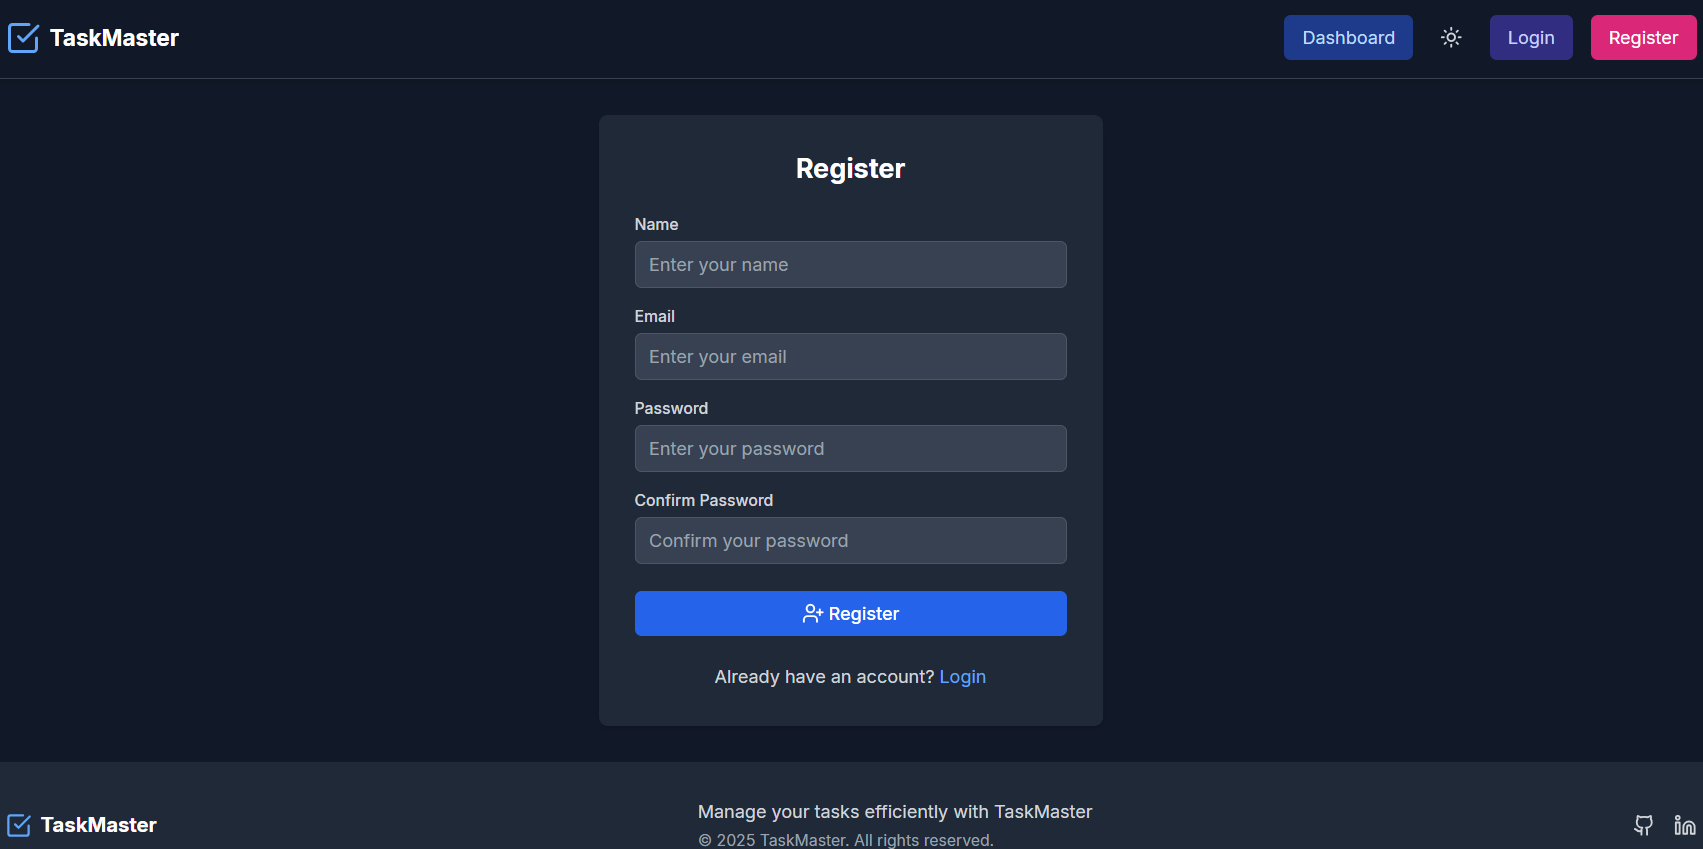 TaskMaster
Dashboard
Login
Register
Register
Name
Enter your name
Email
Enter your email
Password
Enter your password
Confirm Password
Confirm your password
Register
Already have an account? Login
TaskMaster
Manage your tasks efficiently with TaskMaster
© 2025 TaskMaster. All rights reserved.